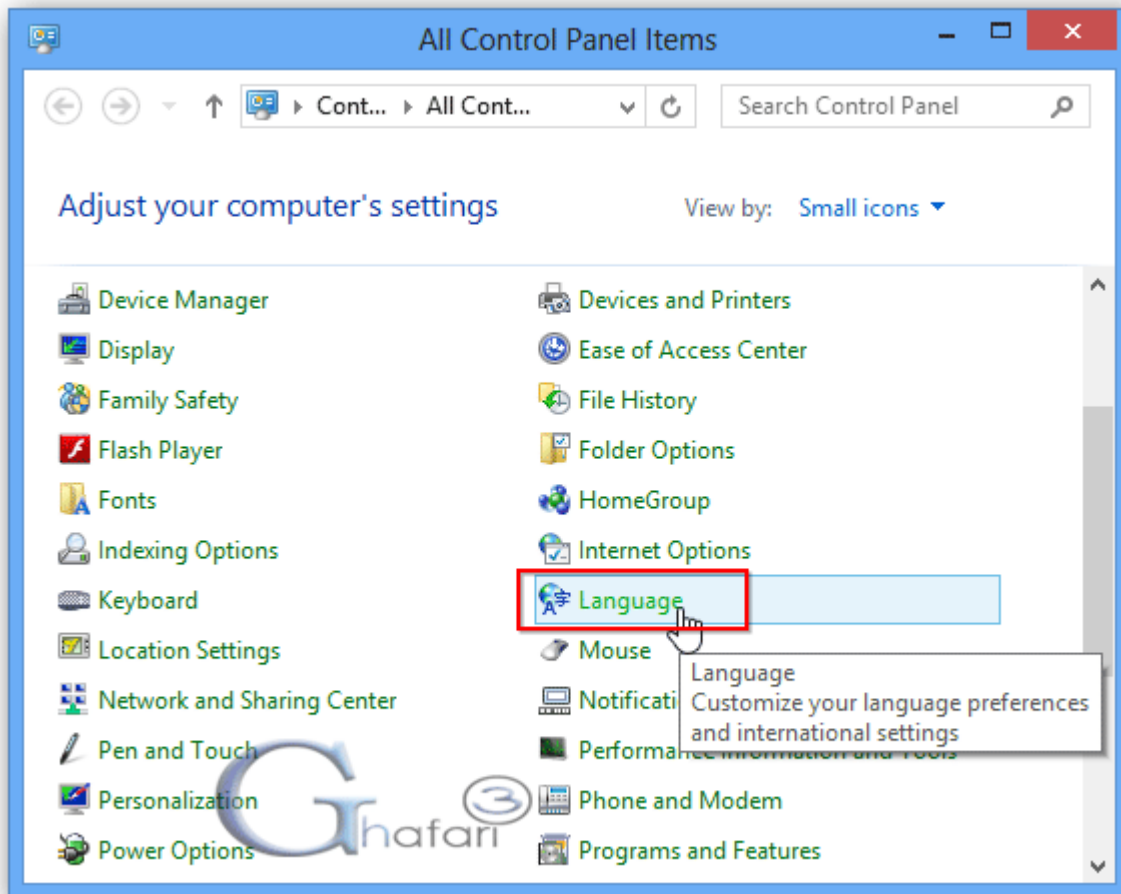 All Control Panel Items
Cont... All Cont...
Search Control Panel
Adjust your computer's settings
View by: Small icons
Device Manager
Devices and Printers
Display
Ease of Access Center
Family Safety
File History
Flash Player
Folder Options
Fonts
HomeGroup
Indexing Options
Internet Options
Keyboard
Language
Location Settings
Mouse
Language
Customize your language preferences
and international settings
Network and Sharing Center
Notificati
Pen and Touch
Performance Information and Tools
Personalization
Phone and Modem
Power Options
Programs and Features
Ghafari3